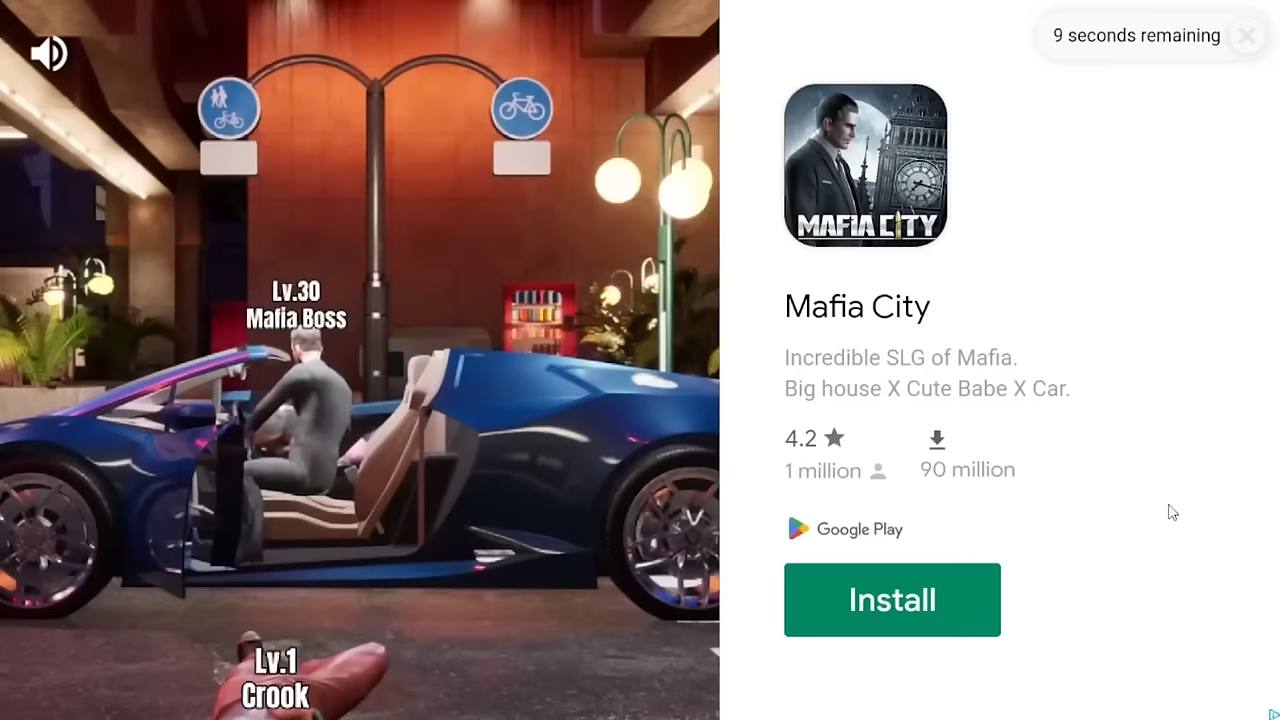 Lv.30
Mafia Boss
Lv.1
Crook
9 seconds remaining
MAFIA CITY
Mafia City
Incredible SLG of Mafia.
Big house X Cute Babe X Car.
4.2
1 million
90 million
Google Play
Install